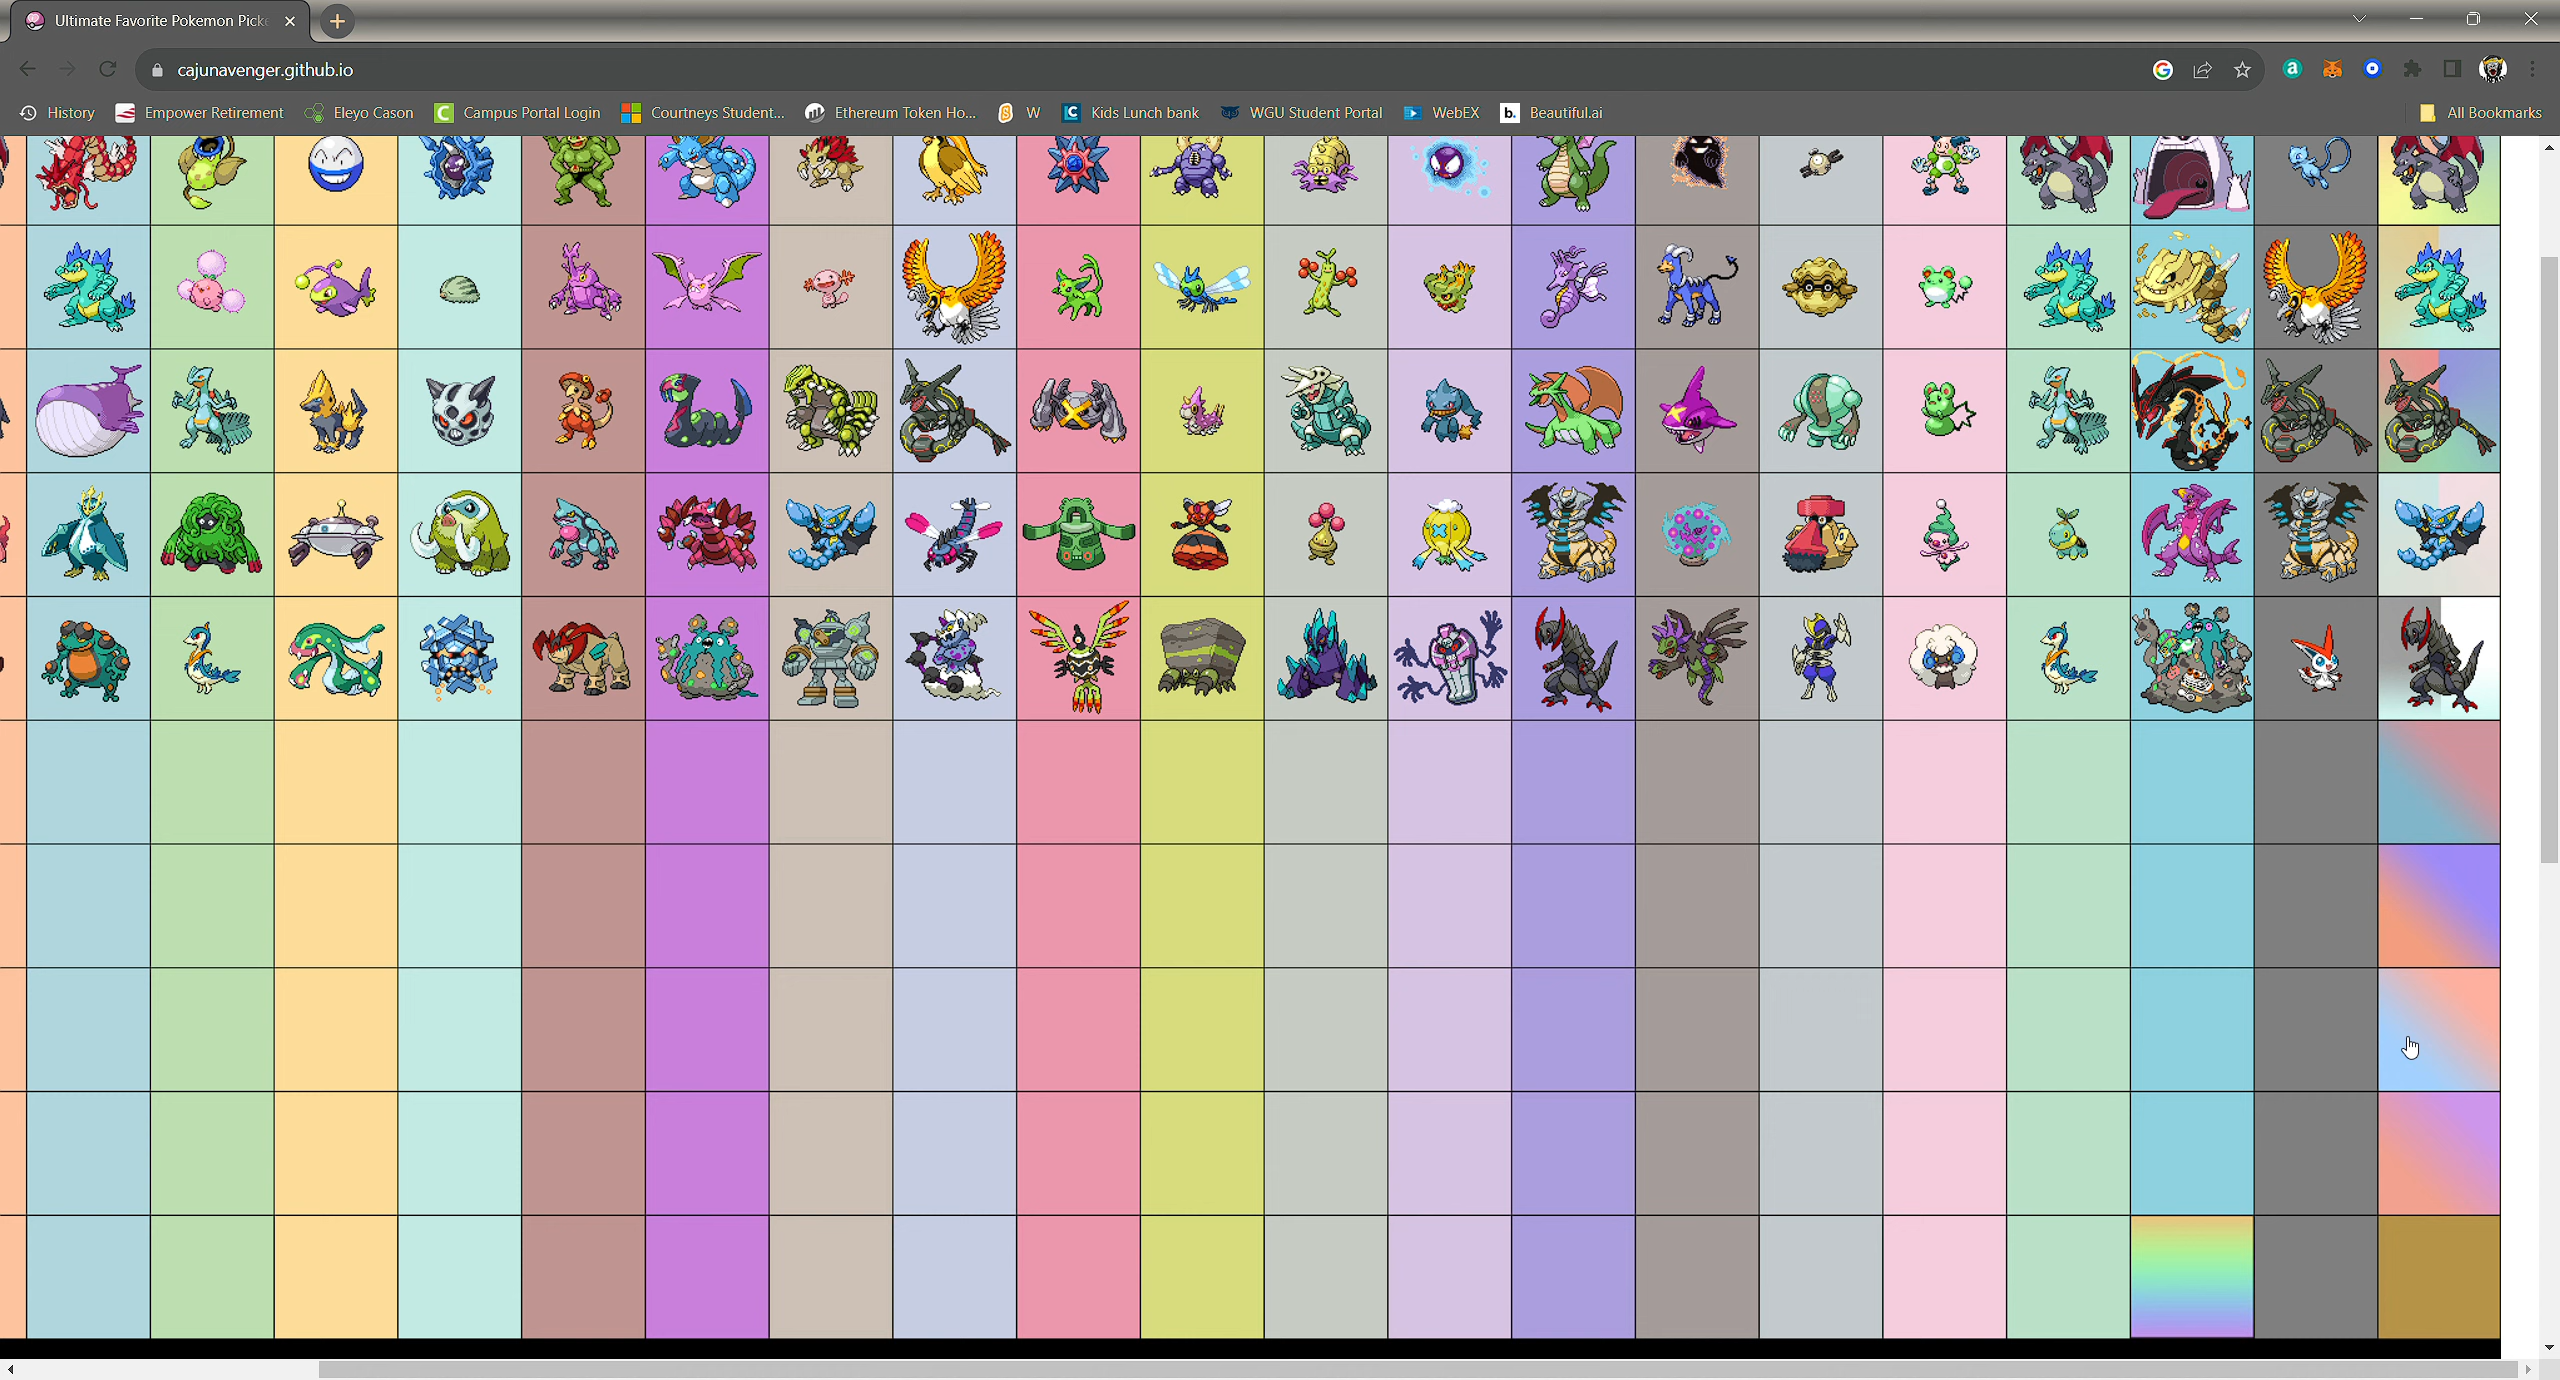 Ultimate Favorite Pokemon Picke
cajunavenger.github.io
History Empower Retirement Eleyo Cason Campus Portal Login Courtneys Student... Ethereum Token Ho... W Kids Lunch bank WGU Student Portal WebEX b. Beautiful.ai All Bookmarks